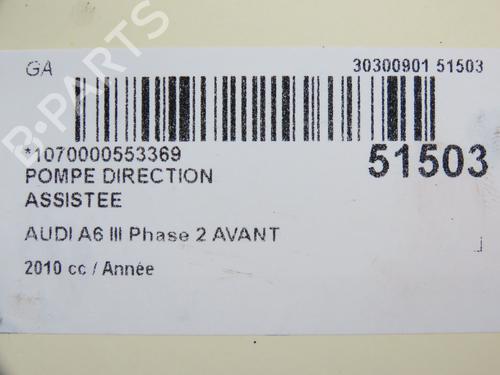 GA
30300901 51503
*1070000553369
51503
POMPE DIRECTION
ASSISTEE
AUDI A6 III Phase 2 AVANT
2010 cc / Année
B-PARTS